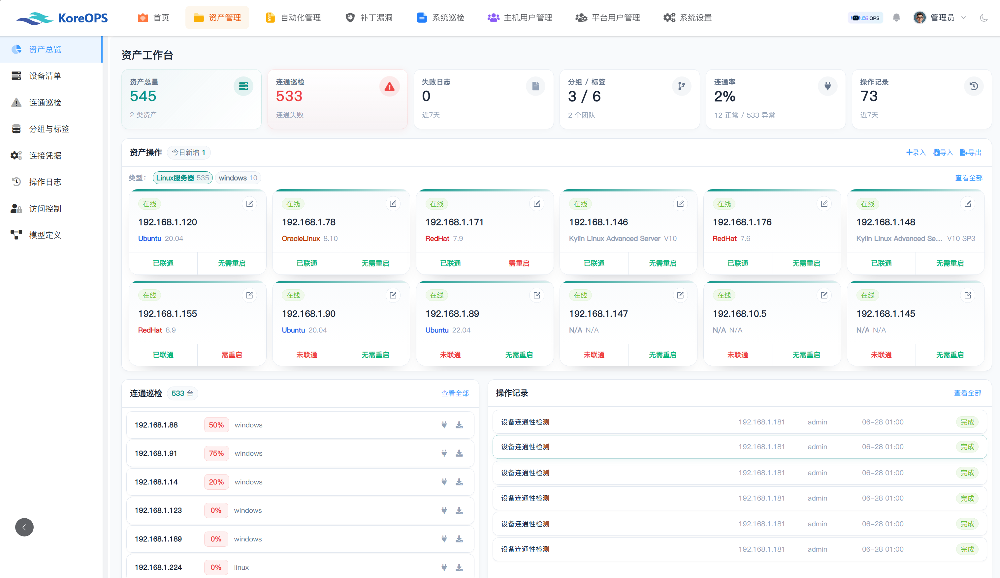 KoreOPS 首页 资产管理 自动化管理 补丁漏洞 系统巡检 主机用户管理 平台用户管理 系统设置 Ai OPS 管理员
资产总览
设备清单
连通巡检
分组与标签
连接凭据
操作日志
访问控制
模型定义
资产工作台
资产总量 连通巡检 失败日志 分组 / 标签 连通率 操作记录
545 533 0 3 / 6 2% 73
2 类资产 连通失败 近7天 2 个团队 12 正常 / 533 异常 近7天
资产操作 今日新增 1 录入 导入 导出
类型： Linux服务器 535 windows 10 查看全部
在线 在线 在线 在线 在线 在线
192.168.1.120 192.168.1.78 192.168.1.171 192.168.1.146 192.168.1.176 192.168.1.148
Ubuntu 20.04 OracleLinux 8.10 RedHat 7.9 Kylin Linux Advanced Server V10 RedHat 7.6 Kylin Linux Advanced Se... V10 SP3
已联通 无需重启 已联通 无需重启 已联通 需重启 已联通 无需重启 已联通 无需重启 已联通 无需重启
在线 在线 在线 在线 在线 在线
192.168.1.155 192.168.1.90 192.168.1.89 192.168.1.147 192.168.10.5 192.168.1.145
RedHat 8.9 Ubuntu 20.04 Ubuntu 22.04 N/A N/A N/A N/A N/A N/A
已联通 需重启 未联通 无需重启 未联通 无需重启 未联通 无需重启 未联通 无需重启 未联通 无需重启
连通巡检 533 台 查看全部
192.168.1.88 50% windows
192.168.1.91 75% windows
192.168.1.14 20% windows
192.168.1.123 0% windows
192.168.1.189 0% windows
192.168.1.224 0% linux
操作记录 查看全部
设备连通性检测 192.168.1.181 admin 06-28 01:00 完成
设备连通性检测 192.168.1.181 admin 06-28 01:00 完成
设备连通性检测 192.168.1.181 admin 06-28 01:00 完成
设备连通性检测 192.168.1.181 admin 06-28 01:00 完成
设备连通性检测 192.168.1.181 admin 06-28 01:00 完成
设备连通性检测 192.168.1.181 admin 06-28 01:00 完成